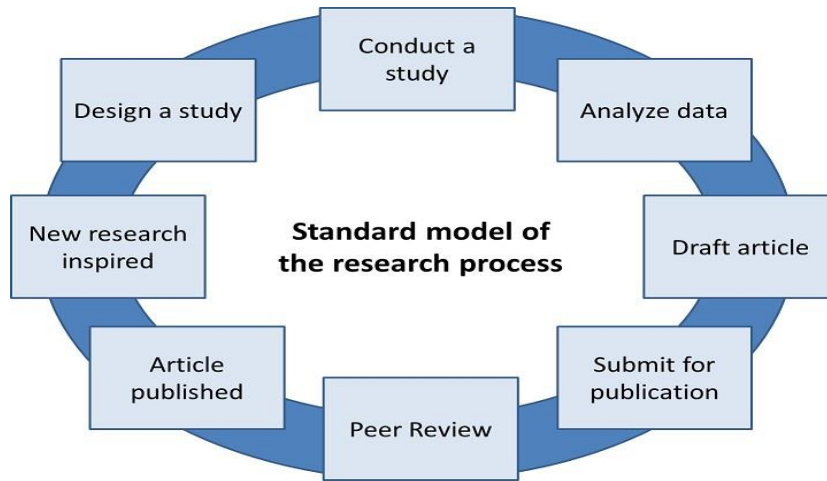 Conduct a
study
Design a study
Analyze data
New research
inspired
Standard model of
the research process
Draft article
Article
published
Submit for
publication
Peer Review